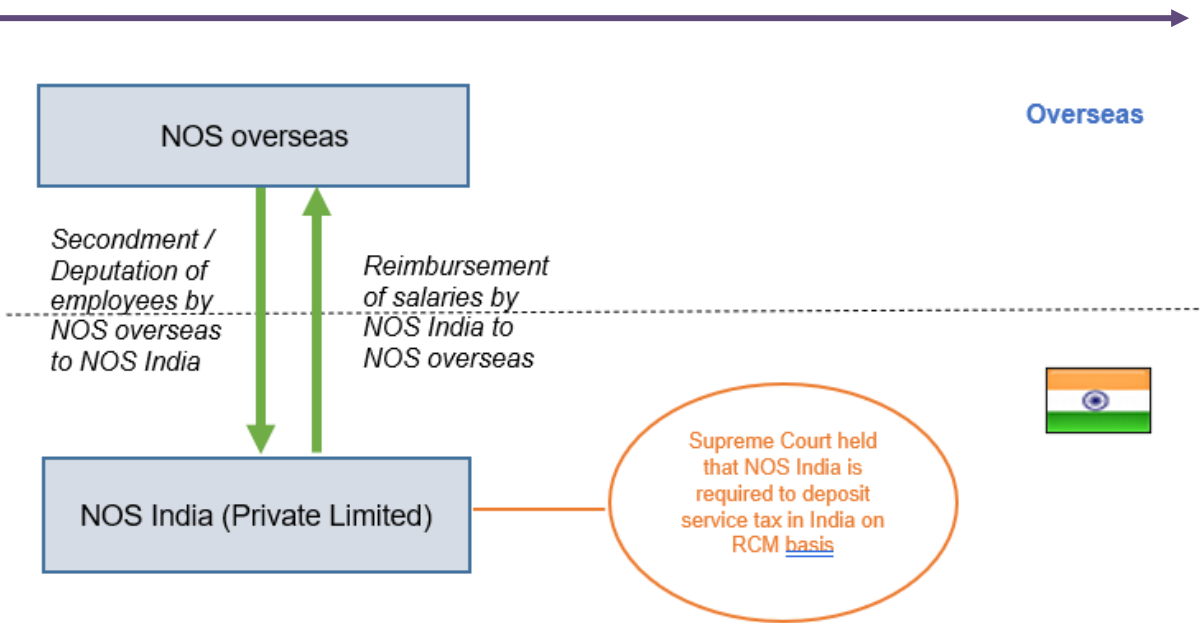 NOS overseas
Overseas
Secondment /
Deputation of
employees by
NOS overseas
to NOS India
Reimbursement
of salaries by
NOS India to
NOS overseas
NOS India (Private Limited)
Supreme Court held
that NOS India is
required to deposit
service tax in India on
RCM basis